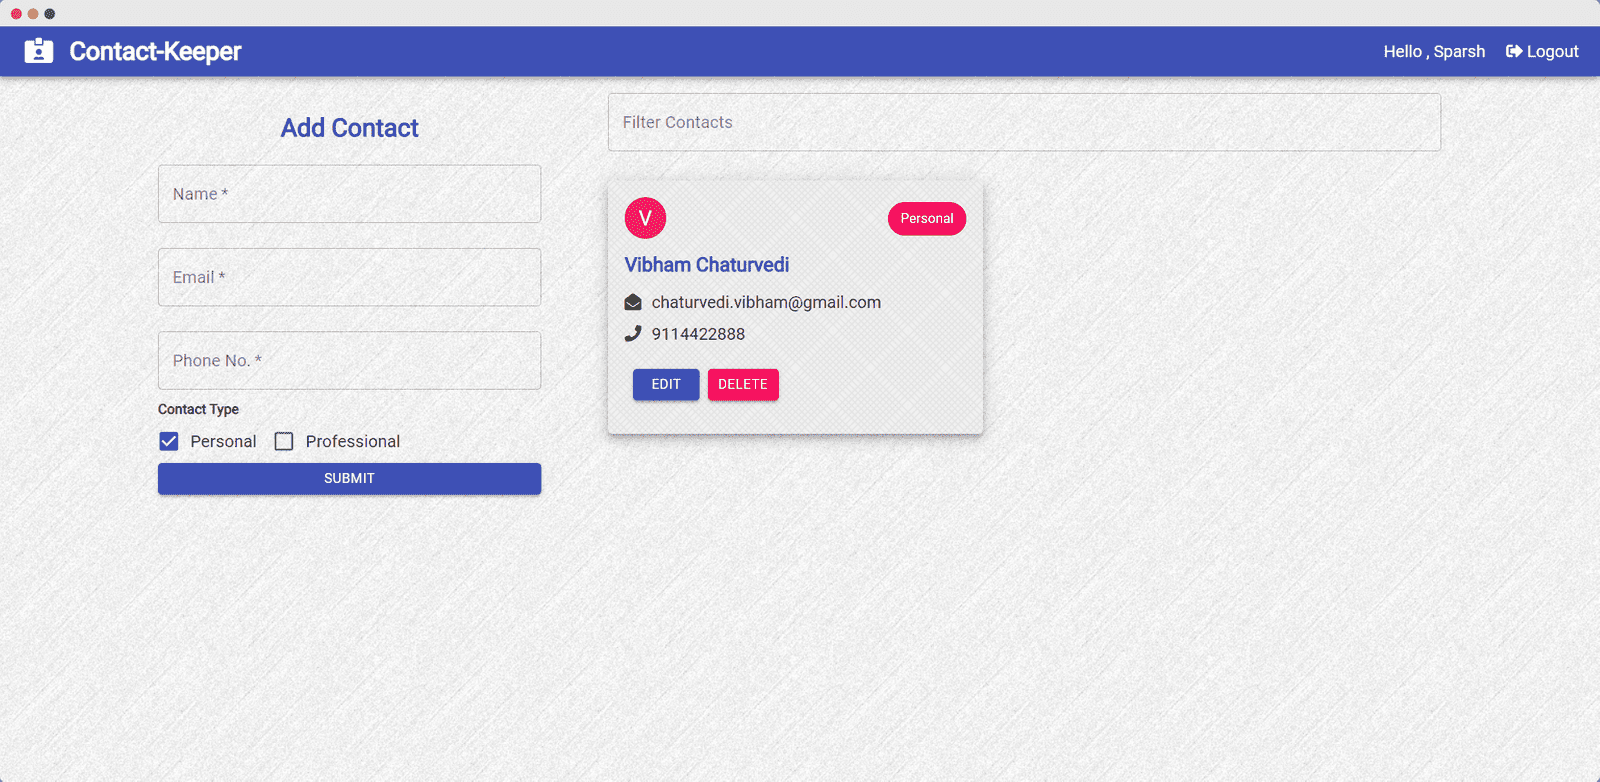 Contact-Keeper
Hello , Sparsh
Logout
Add Contact
Name *
Email *
Phone No. *
Contact Type
Personal
Professional
SUBMIT
Filter Contacts
V
Personal
Vibham Chaturvedi
chaturvedi.vibham@gmail.com
9114422888
EDIT
DELETE